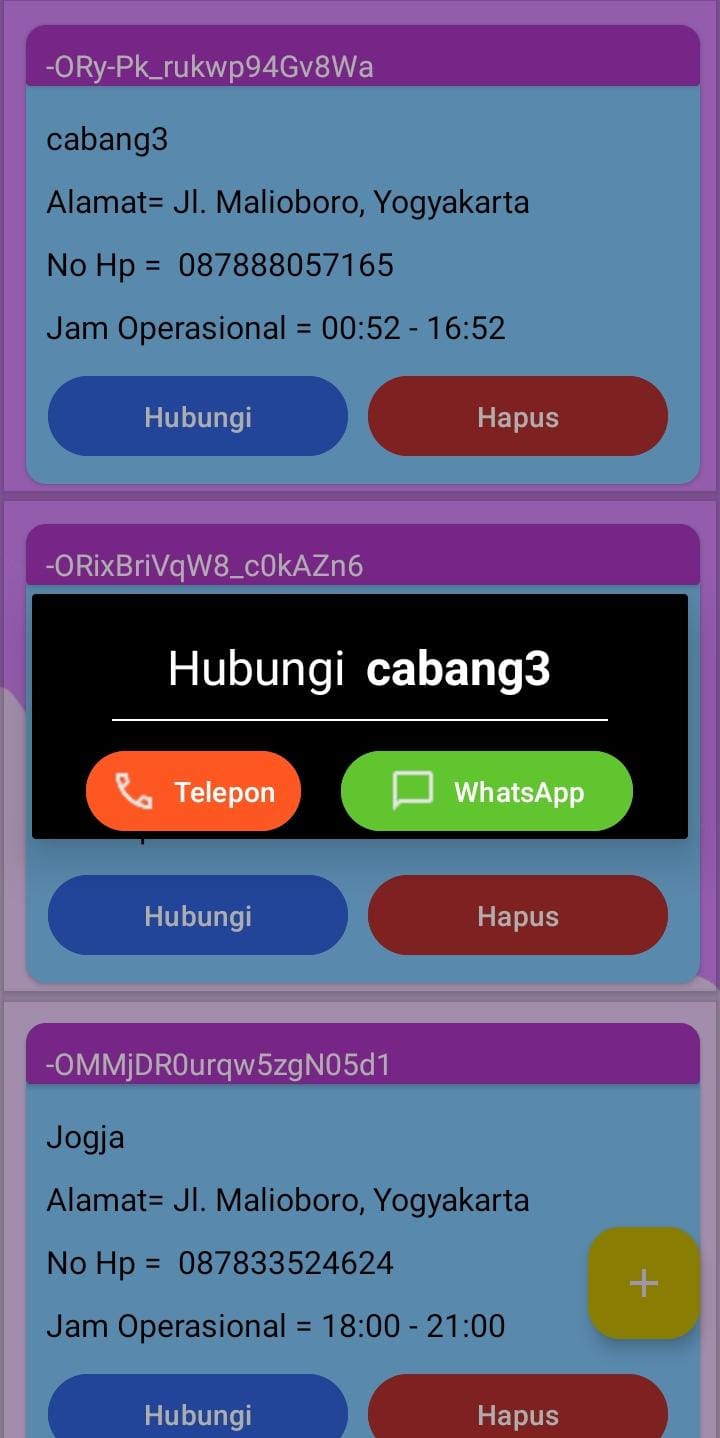 -ORy-Pk_rukwp94Gv8Wa
cabang3
Alamat= Jl. Malioboro, Yogyakarta
No Hp =  087888057165
Jam Operasional = 00:52 - 16:52
Hubungi Hapus
-ORixBriVqW8_c0kAZn6
Hubungi cabang3
Telepon WhatsApp
Hubungi Hapus
-OMMjDR0urqw5zgN05d1
Jogja
Alamat= Jl. Malioboro, Yogyakarta
No Hp =  087833524624
Jam Operasional = 18:00 - 21:00
+
Hubungi Hapus